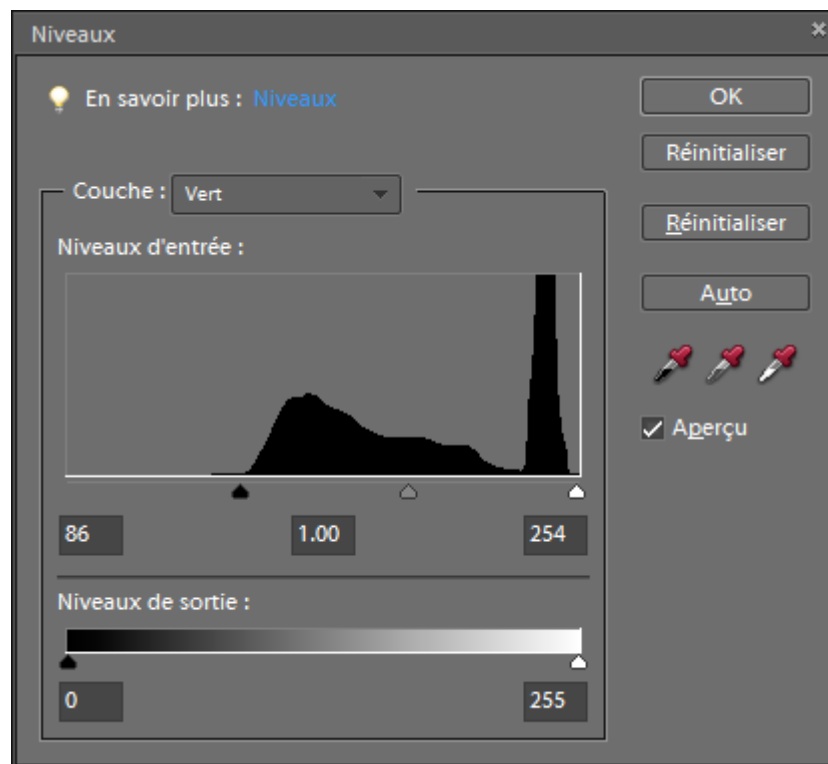 Niveaux
En savoir plus : Niveaux
OK
Réinitialiser
Réinitialiser
Auto
Aperçu
Couche : Vert
Niveaux d'entrée :
86 1.00 254
Niveaux de sortie :
0 255